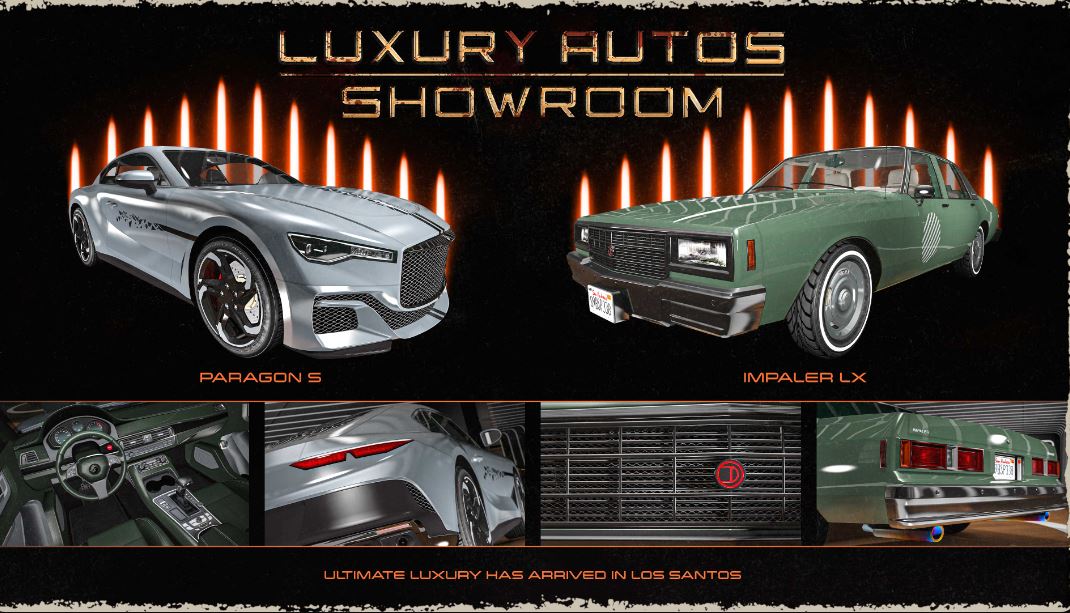 LUXURY AUTOS
SHOWROOM
PARAGON S
IMPALER LX
ULTIMATE LUXURY HAS ARRIVED IN LOS SANTOS